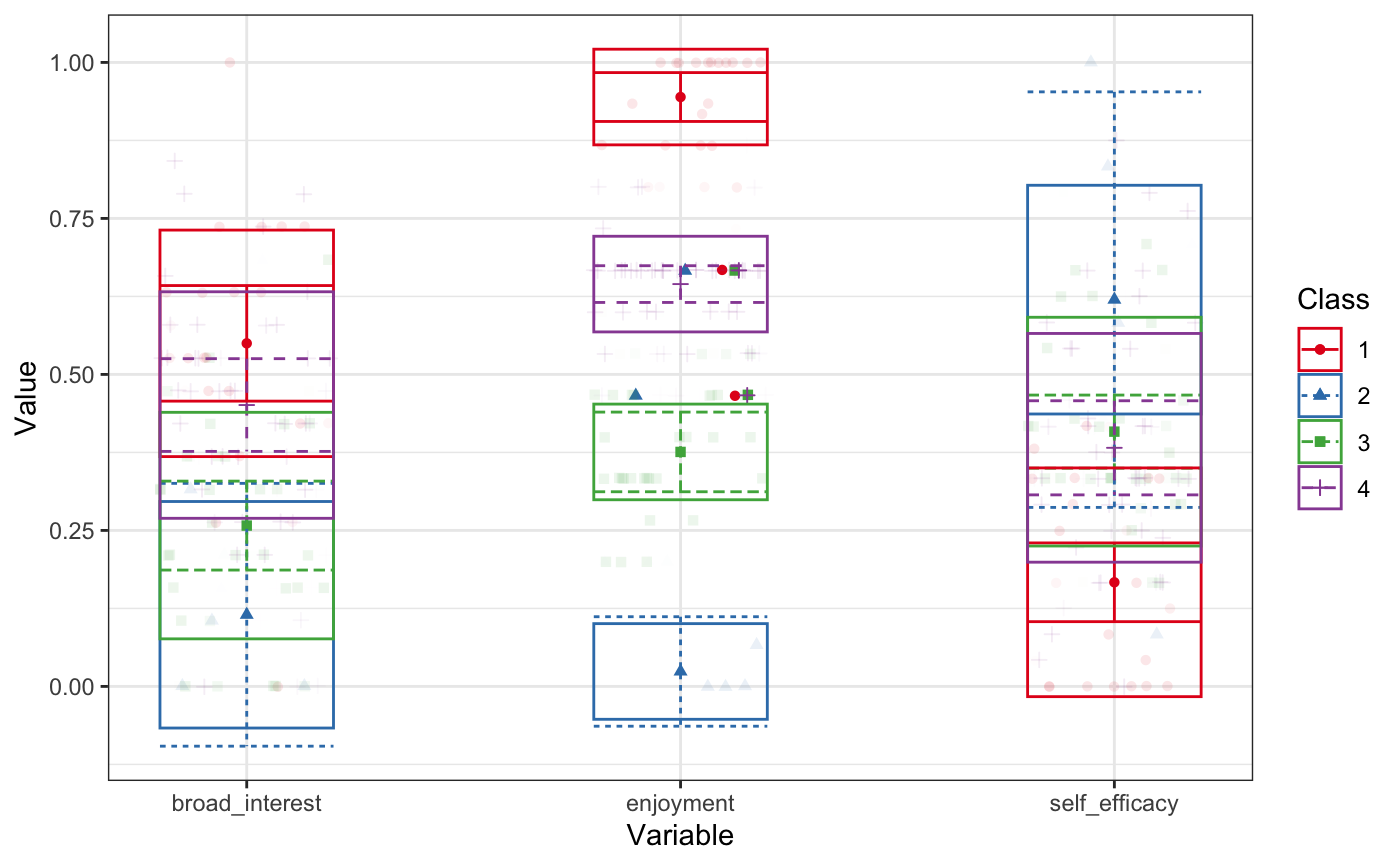 1.00
0.75
0.50
0.25
0.00
Value
broad_interest
enjoyment
self_efficacy
Variable
Class
1
2
3
4